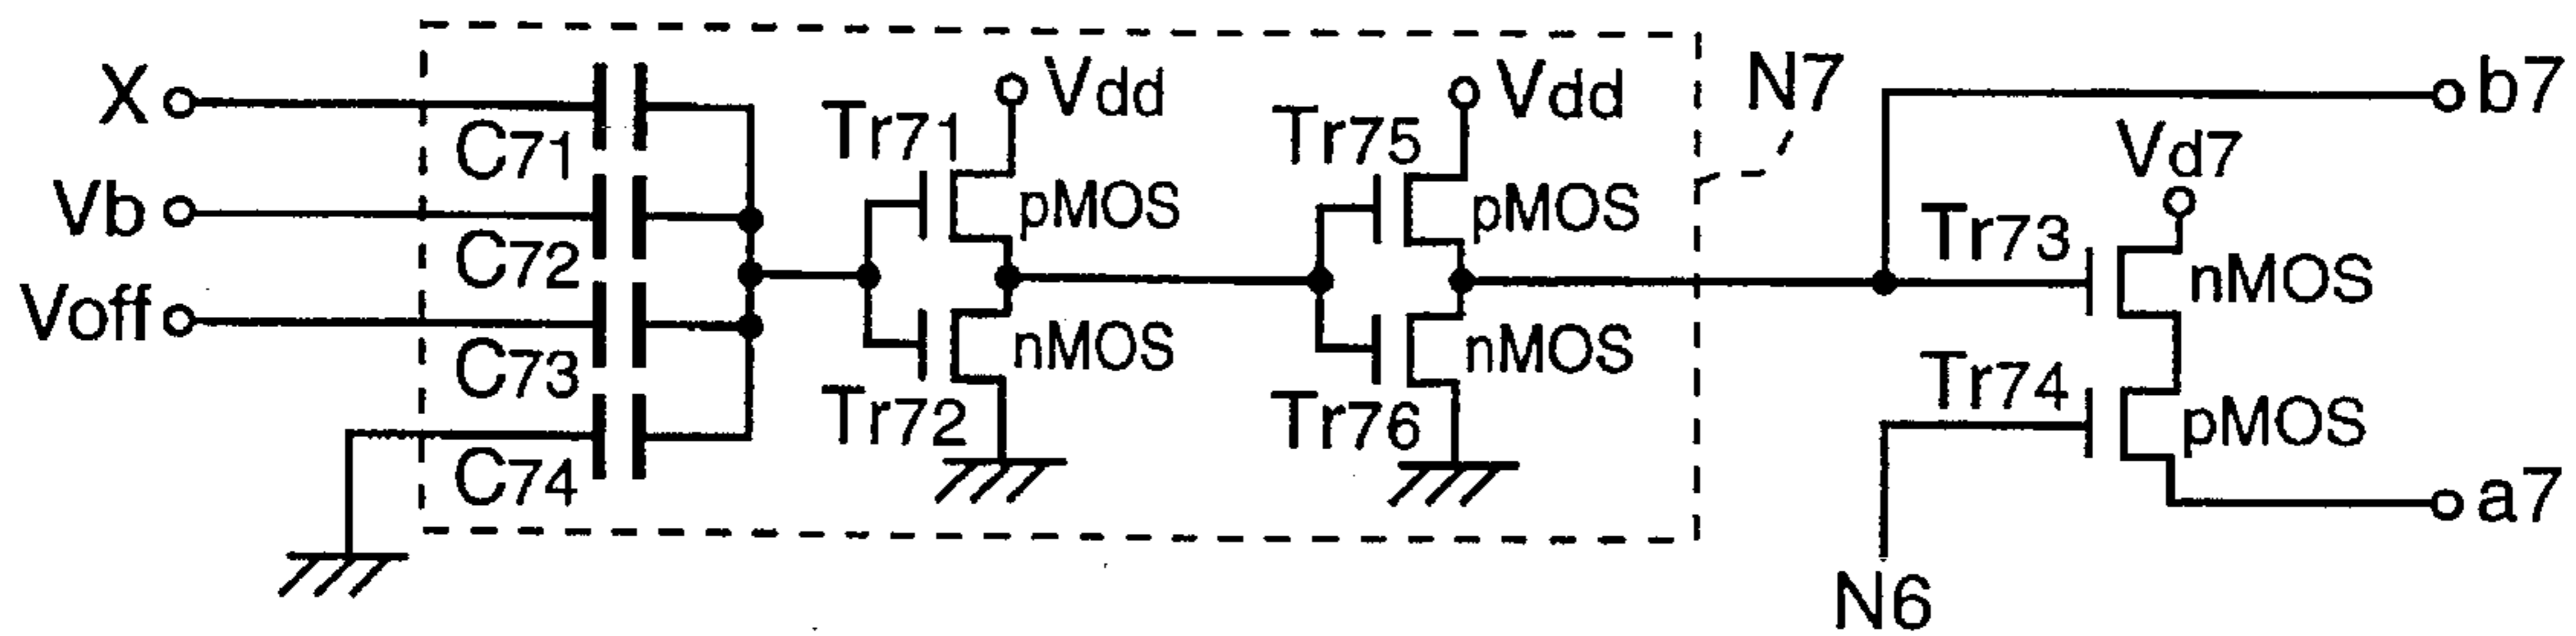 X
C71
Vb
C72
Voff
C73
C74
Tr71
Vdd
pMOS
nMOS
Tr72
Tr75
Vdd
pMOS
nMOS
Tr76
N7
b7
Vd7
Tr73
nMOS
Tr74
pMOS
a7
N6